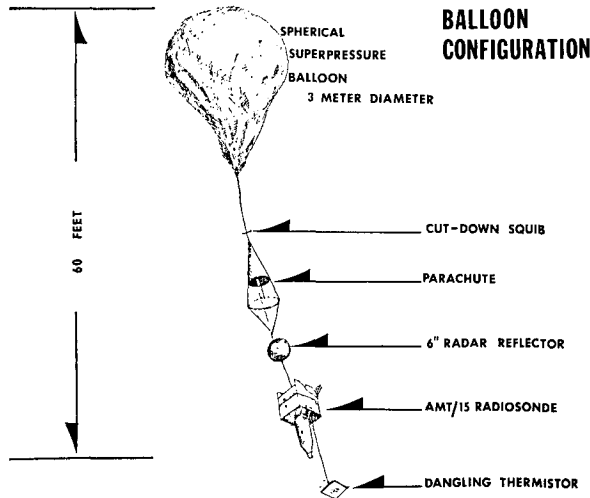 BALLOON
CONFIGURATION
SPHERICAL
SUPERPRESSURE
BALLOON
3 METER DIAMETER
60 FEET
CUT-DOWN SQUIB
PARACHUTE
6" RADAR REFLECTOR
AMT/15 RADIOSONDE
DANGLING THERMISTOR